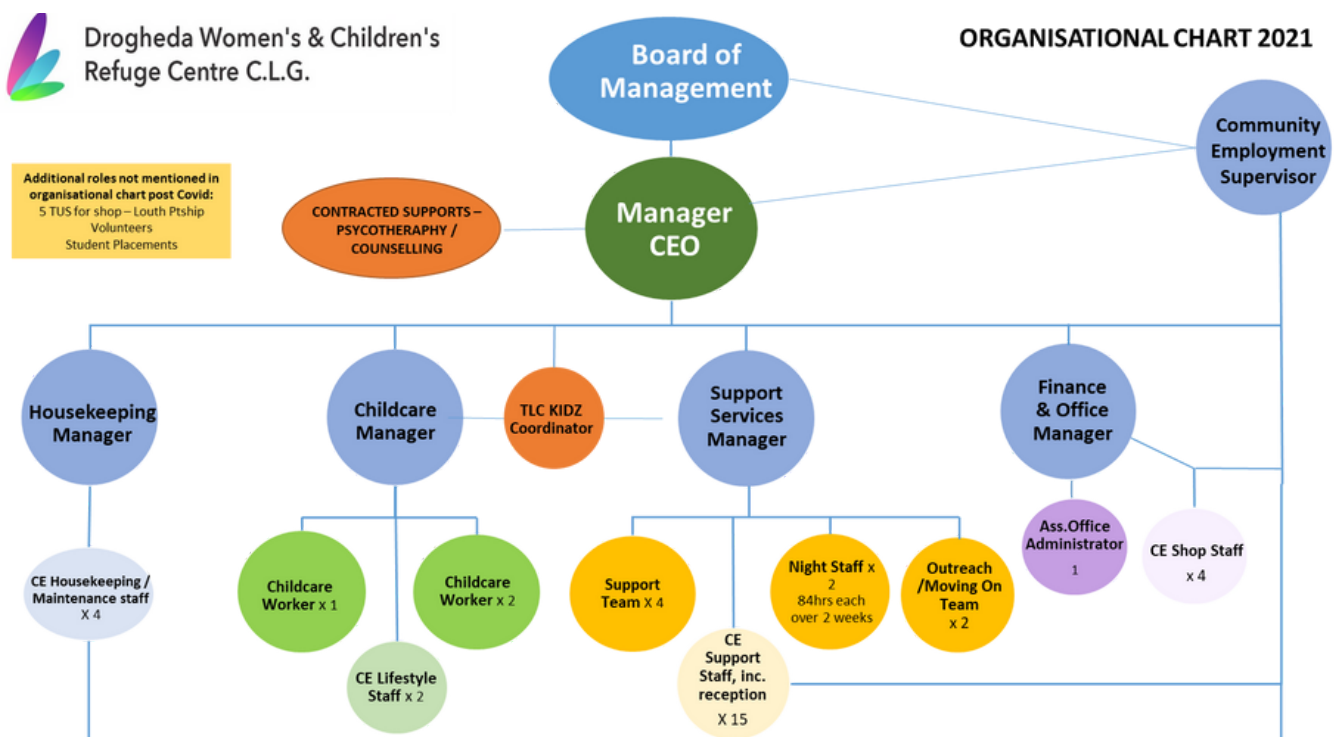 Drogheda Women's & Children's
Refuge Centre C.L.G.
Board of
Management
ORGANISATIONAL CHART 2021
Community
Employment
Supervisor
Additional roles not mentioned in
organisational chart post Covid:
5 TUS for shop – Louth Ptship
Volunteers
Student Placements
CONTRACTED SUPPORTS –
PSYCOTHERAPHY /
COUNSELLING
Manager
CEO
Housekeeping
Manager
Childcare
Manager
TLC KIDZ
Coordinator
Support
Services
Manager
Finance
& Office
Manager
CE Housekeeping /
Maintenance staff
X 4
Childcare
Worker x 1
CE Lifestyle
Staff x 2
Childcare
Worker x 2
Support
Team X 4
CE
Support
Staff, inc.
reception
X 15
Night Staff x
2
84hrs each
over 2 weeks
Outreach
/Moving On
Team
x 2
Ass.Office
Administrator
1
CE Shop Staff
x 4